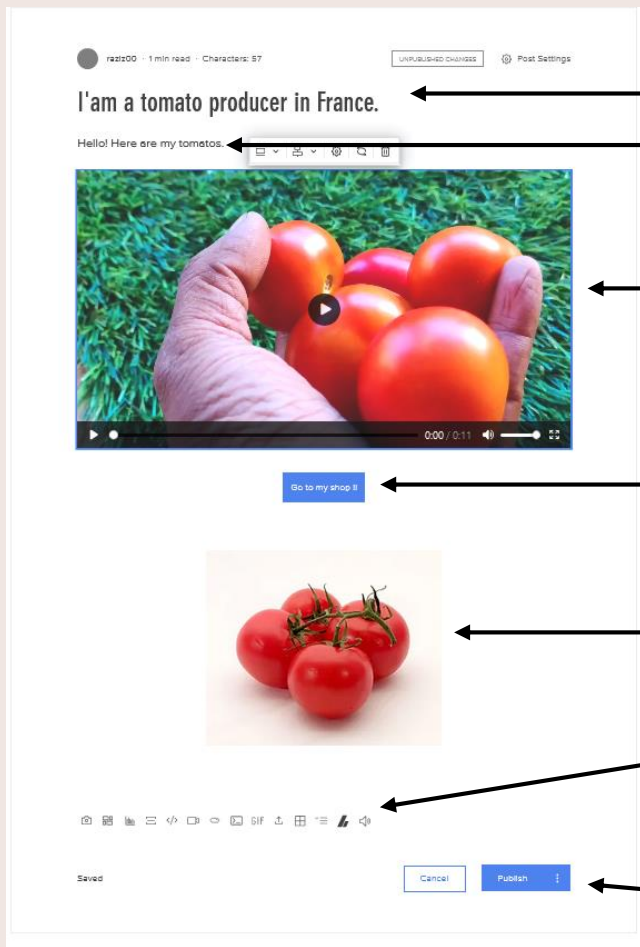 raziz00 · 1 min read · Characters: 57
UNPUBLISHED CHANGES
Post Settings
I'am a tomato producer in France.
Hello! Here are my tomatos.
0:00 / 0:11
Go to my shop !!
GIF
Saved
Cancel
Publish